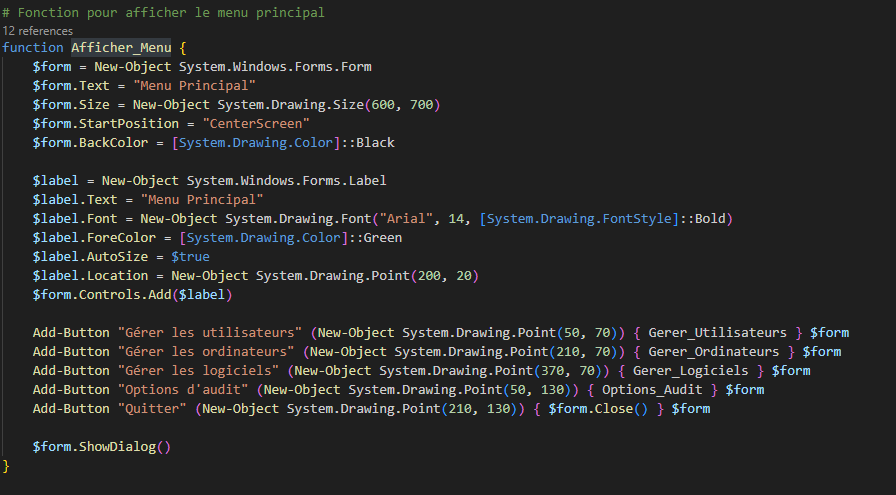 # Fonction pour afficher le menu principal
12 references
function Afficher_Menu {
    $form = New-Object System.Windows.Forms.Form
    $form.Text = "Menu Principal"
    $form.Size = New-Object System.Drawing.Size(600, 700)
    $form.StartPosition = "CenterScreen"
    $form.BackColor = [System.Drawing.Color]::Black

    $label = New-Object System.Windows.Forms.Label
    $label.Text = "Menu Principal"
    $label.Font = New-Object System.Drawing.Font("Arial", 14, [System.Drawing.FontStyle]::Bold)
    $label.ForeColor = [System.Drawing.Color]::Green
    $label.AutoSize = $true
    $label.Location = New-Object System.Drawing.Point(200, 20)
    $form.Controls.Add($label)

    Add-Button "Gérer les utilisateurs" (New-Object System.Drawing.Point(50, 70)) { Gerer_Utilisateurs } $form
    Add-Button "Gérer les ordinateurs" (New-Object System.Drawing.Point(210, 70)) { Gerer_Ordinateurs } $form
    Add-Button "Gérer les logiciels" (New-Object System.Drawing.Point(370, 70)) { Gerer_Logiciels } $form
    Add-Button "Options d'audit" (New-Object System.Drawing.Point(50, 130)) { Options_Audit } $form
    Add-Button "Quitter" (New-Object System.Drawing.Point(210, 130)) { $form.Close() } $form

    $form.ShowDialog()
}